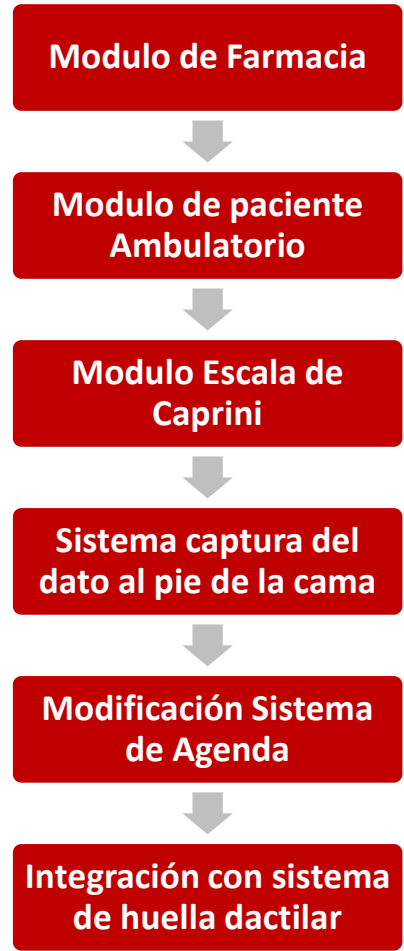 Modulo de Farmacia
Modulo de paciente
Ambulatorio
Modulo Escala de
Caprini
Sistema captura del
dato al pie de la cama
Modificación Sistema
de Agenda
Integración con sistema
de huella dactilar